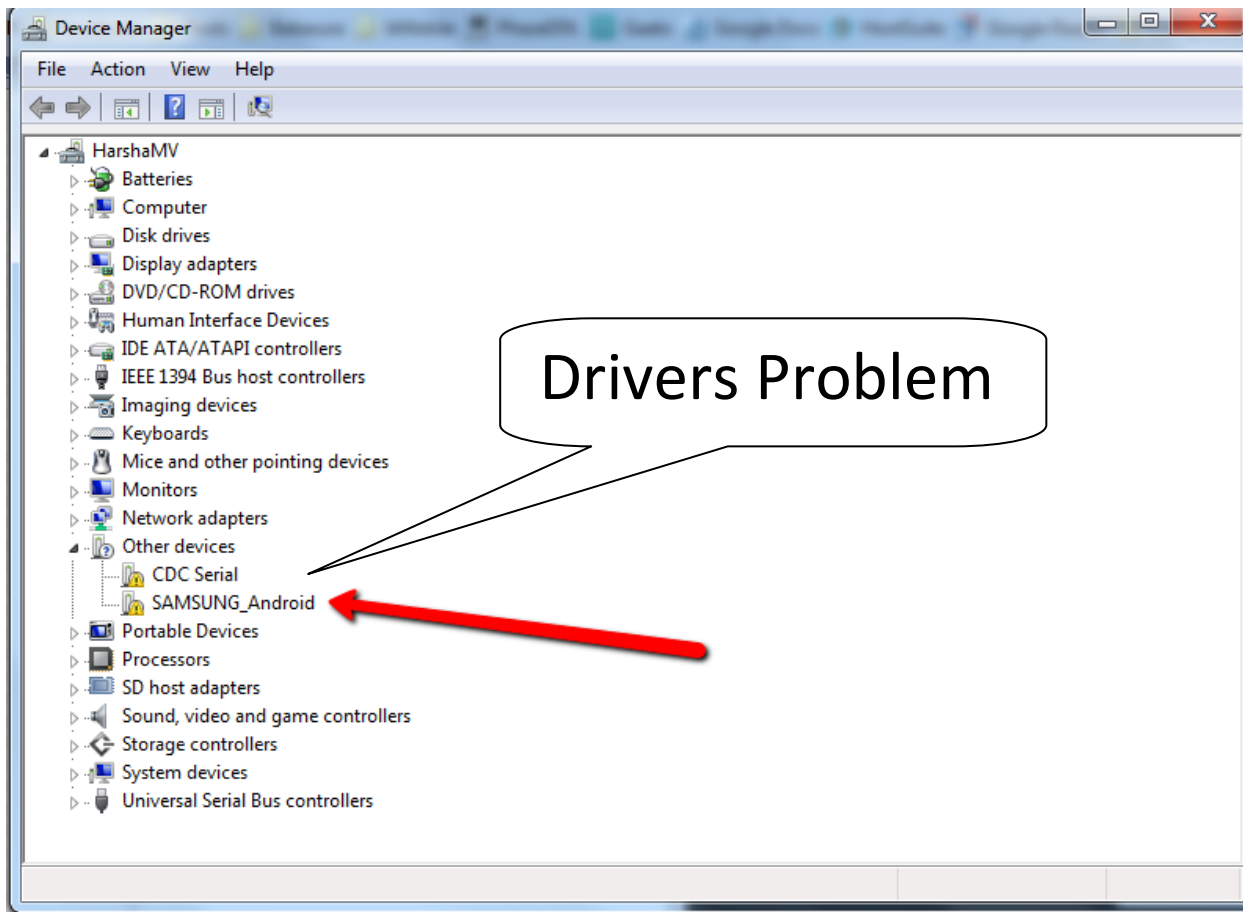 Device Manager
File Action View Help
HarshaMV
Batteries
Computer
Disk drives
Display adapters
DVD/CD-ROM drives
Human Interface Devices
IDE ATA/ATAPI controllers
IEEE 1394 Bus host controllers
Imaging devices
Keyboards
Mice and other pointing devices
Monitors
Network adapters
Other devices
CDC Serial
SAMSUNG_Android
Portable Devices
Processors
SD host adapters
Sound, video and game controllers
Storage controllers
System devices
Universal Serial Bus controllers
Drivers Problem